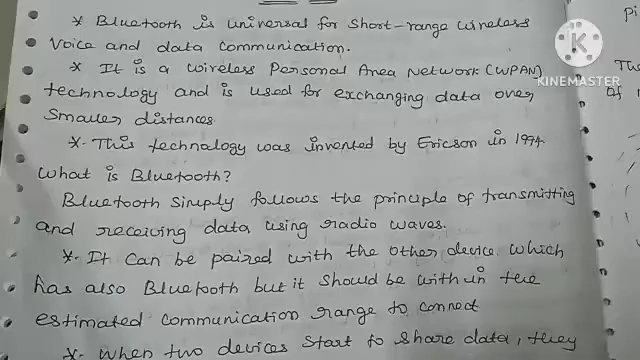 * Bluetooth is universal for short-range wireless
voice and data communication.
* It is a wireless Personal Area Network (WPAN)
technology and is used for exchanging data over
smaller distances.
*. This technology was invented by Ericson in 1994
What is Bluetooth?
Bluetooth simply follows the principle of transmitting
and receiving data using radio waves.
*. It can be paired with the other device which
has also Bluetooth but it should be within the
estimated communication range to connect
*. When two devices start to share data, they
Pi
of
KINEMASTER